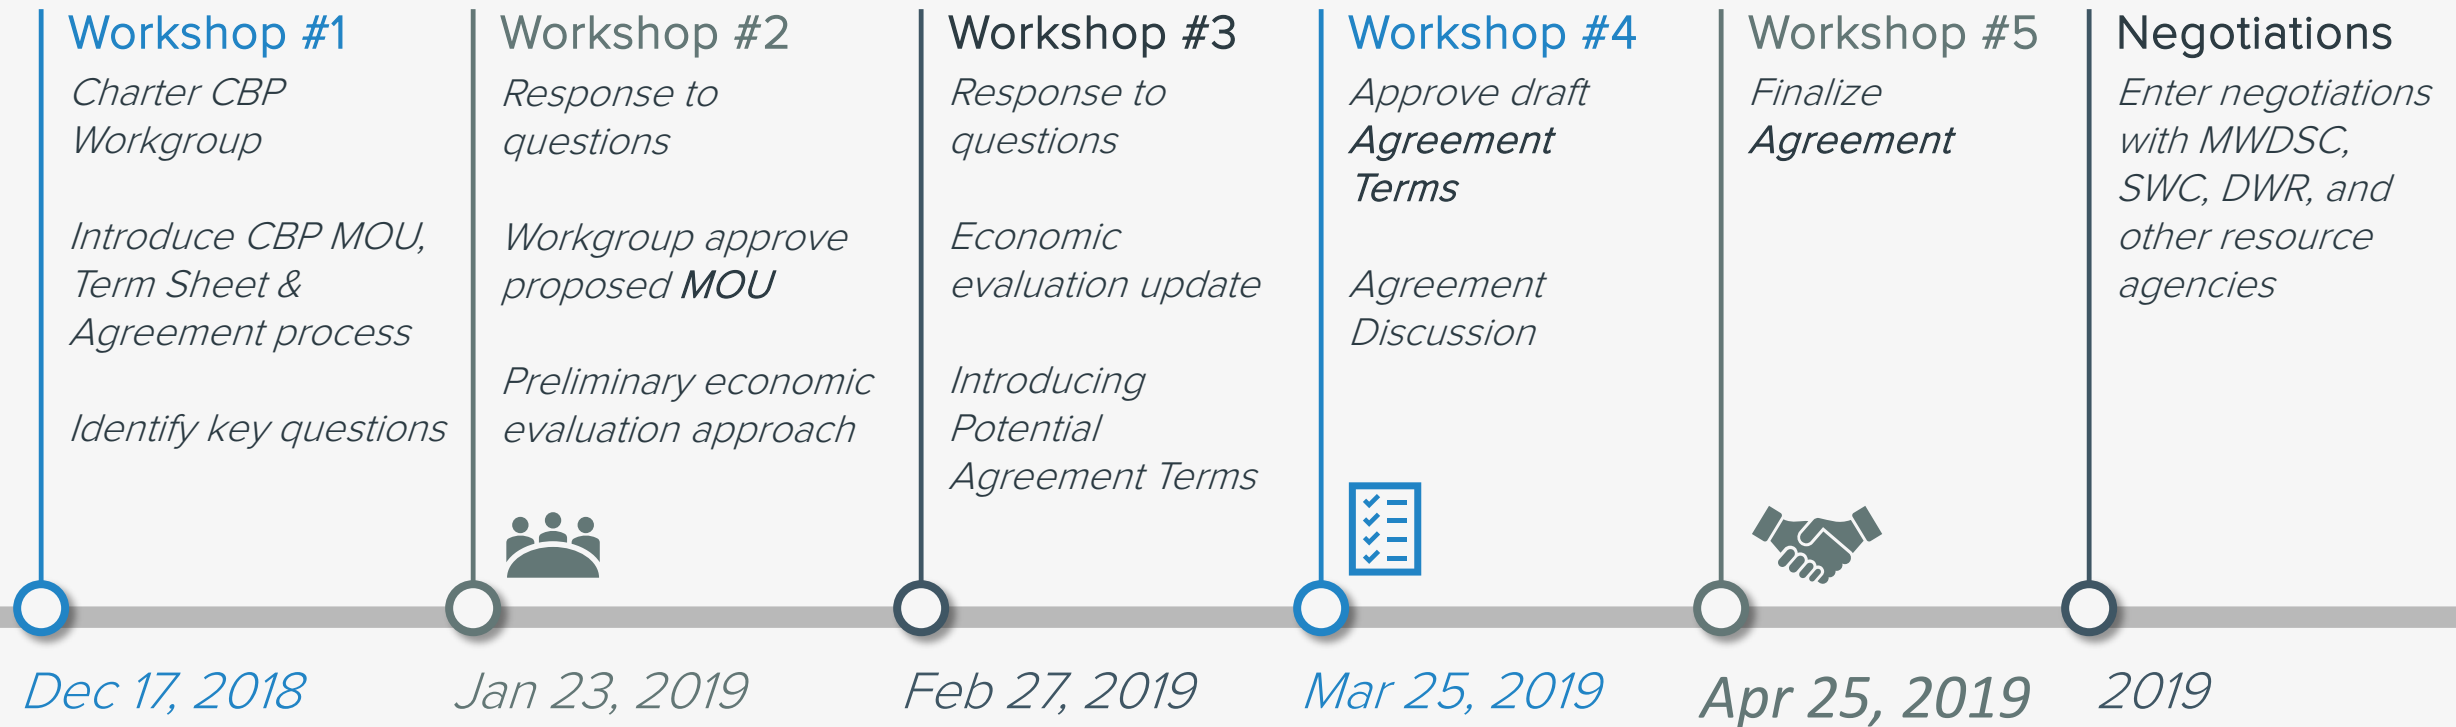 Workshop #1
Charter CBP
Workgroup
Introduce CBP MOU,
Term Sheet &
Agreement process
Identify key questions
Dec 17, 2018
Workshop #2
Response to
questions
Workgroup approve
proposed MOU
Preliminary economic
evaluation approach
Jan 23, 2019
Workshop #3
Response to
questions
Economic
evaluation update
Introducing
Potential
Agreement Terms
Feb 27, 2019
Workshop #4
Approve draft
Agreement
Terms
Agreement
Discussion
Mar 25, 2019
Workshop #5
Finalize
Agreement
Apr 25, 2019
Negotiations
Enter negotiations
with MWDSC,
SWC, DWR, and
other resource
agencies
2019